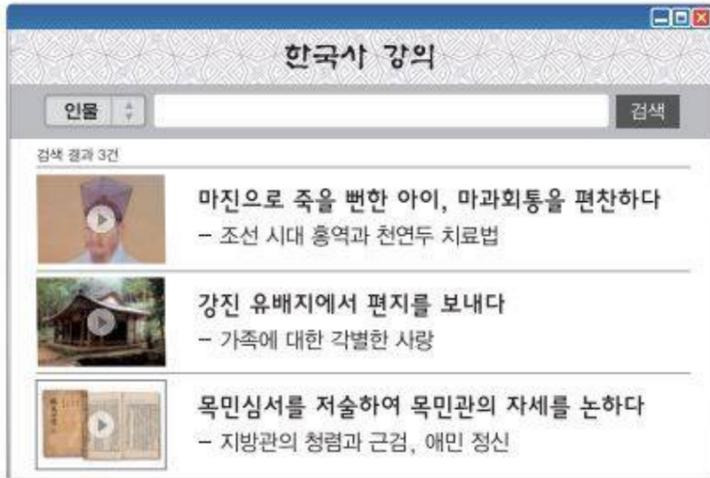 한국사 강의
인물 검색
검색 결과 3건
마진으로 죽을 뻔한 아이, 마과회통을 편찬하다
- 조선 시대 홍역과 천연두 치료법
강진 유배지에서 편지를 보내다
- 가족에 대한 각별한 사랑
목민심서를 저술하여 목민관의 자세를 논하다
- 지방관의 청렴과 근검, 애민 정신